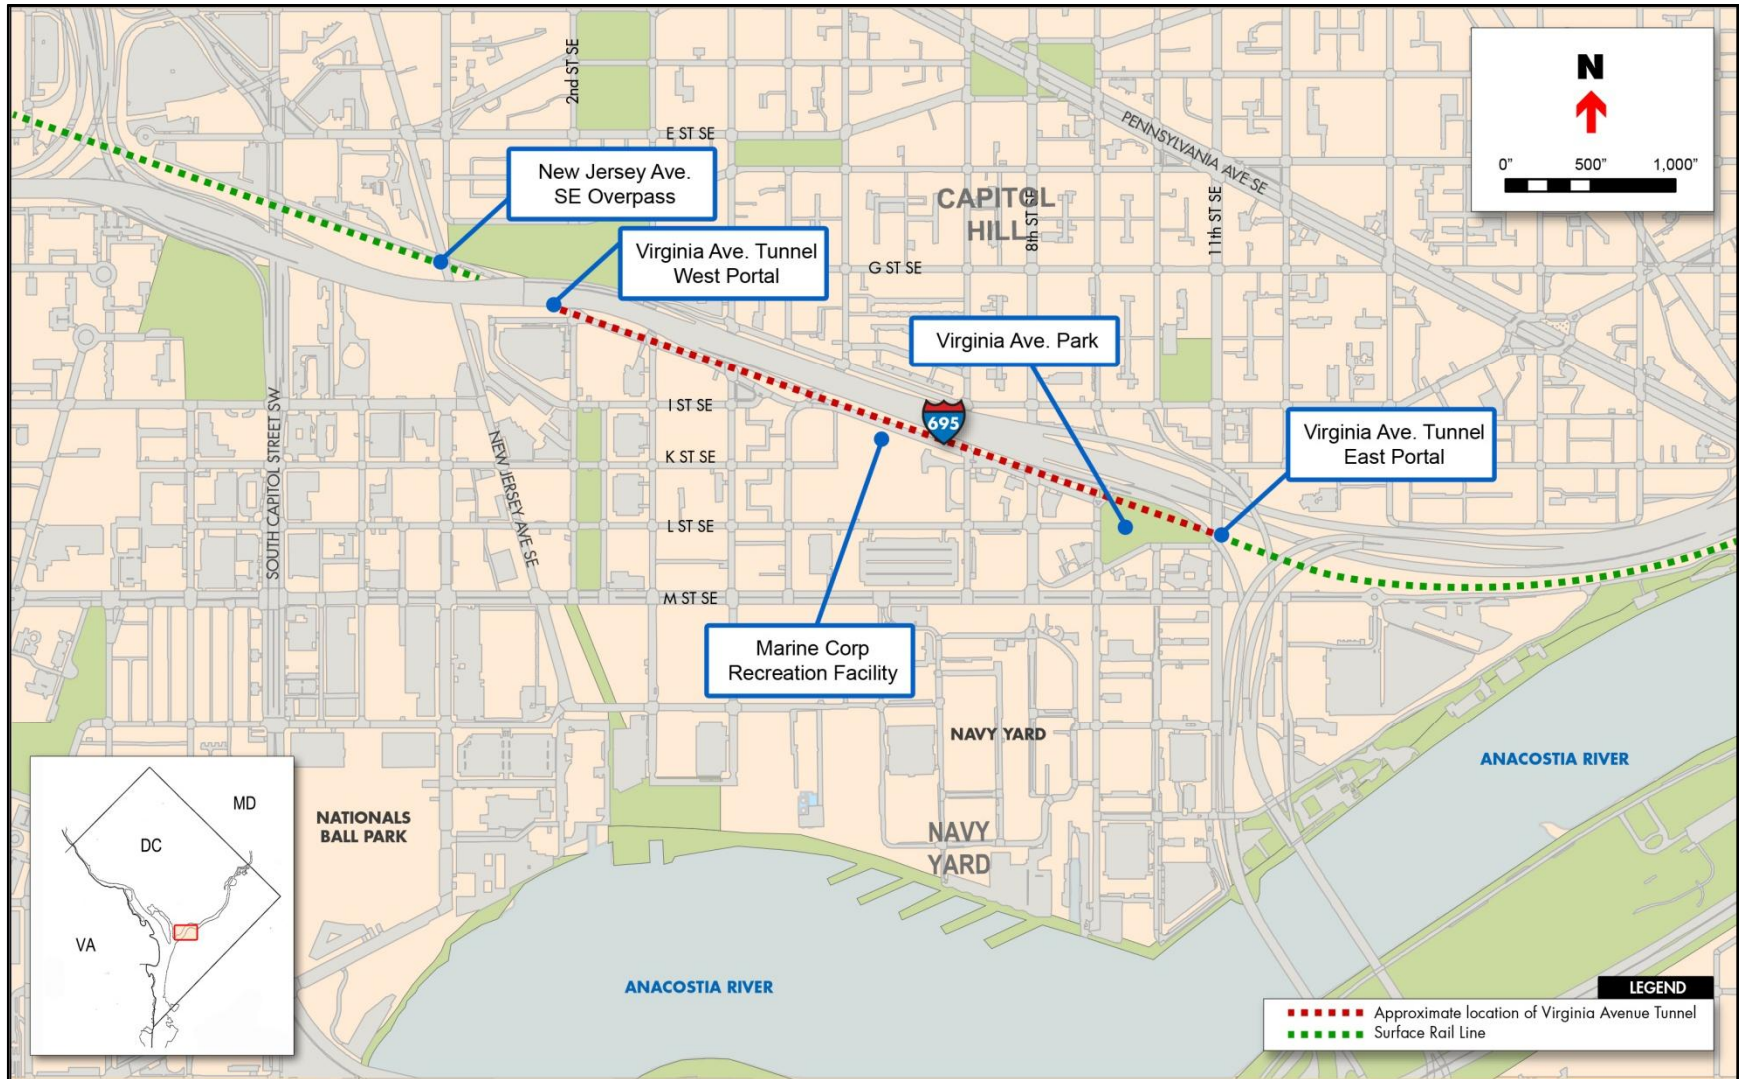 2nd ST SE
E ST SE
PENNSYLVANIA AVE SE
N
0" 500" 1,000"
New Jersey Ave.
SE Overpass
Virginia Ave. Tunnel
West Portal
CAPITOL
HILL
8th ST SE
11th ST SE
G ST SE
Virginia Ave. Park
I ST SE
695
Virginia Ave. Tunnel
East Portal
SOUTH CAPITOL STREET SW
NEW JERSEY AVE SE
K ST SE
L ST SE
M ST SE
Marine Corp
Recreation Facility
NAVY YARD
ANACOSTIA RIVER
NATIONALS
BALL PARK
NAVY
YARD
MD
DC
VA
ANACOSTIA RIVER
LEGEND
Approximate location of Virginia Avenue Tunnel
Surface Rail Line